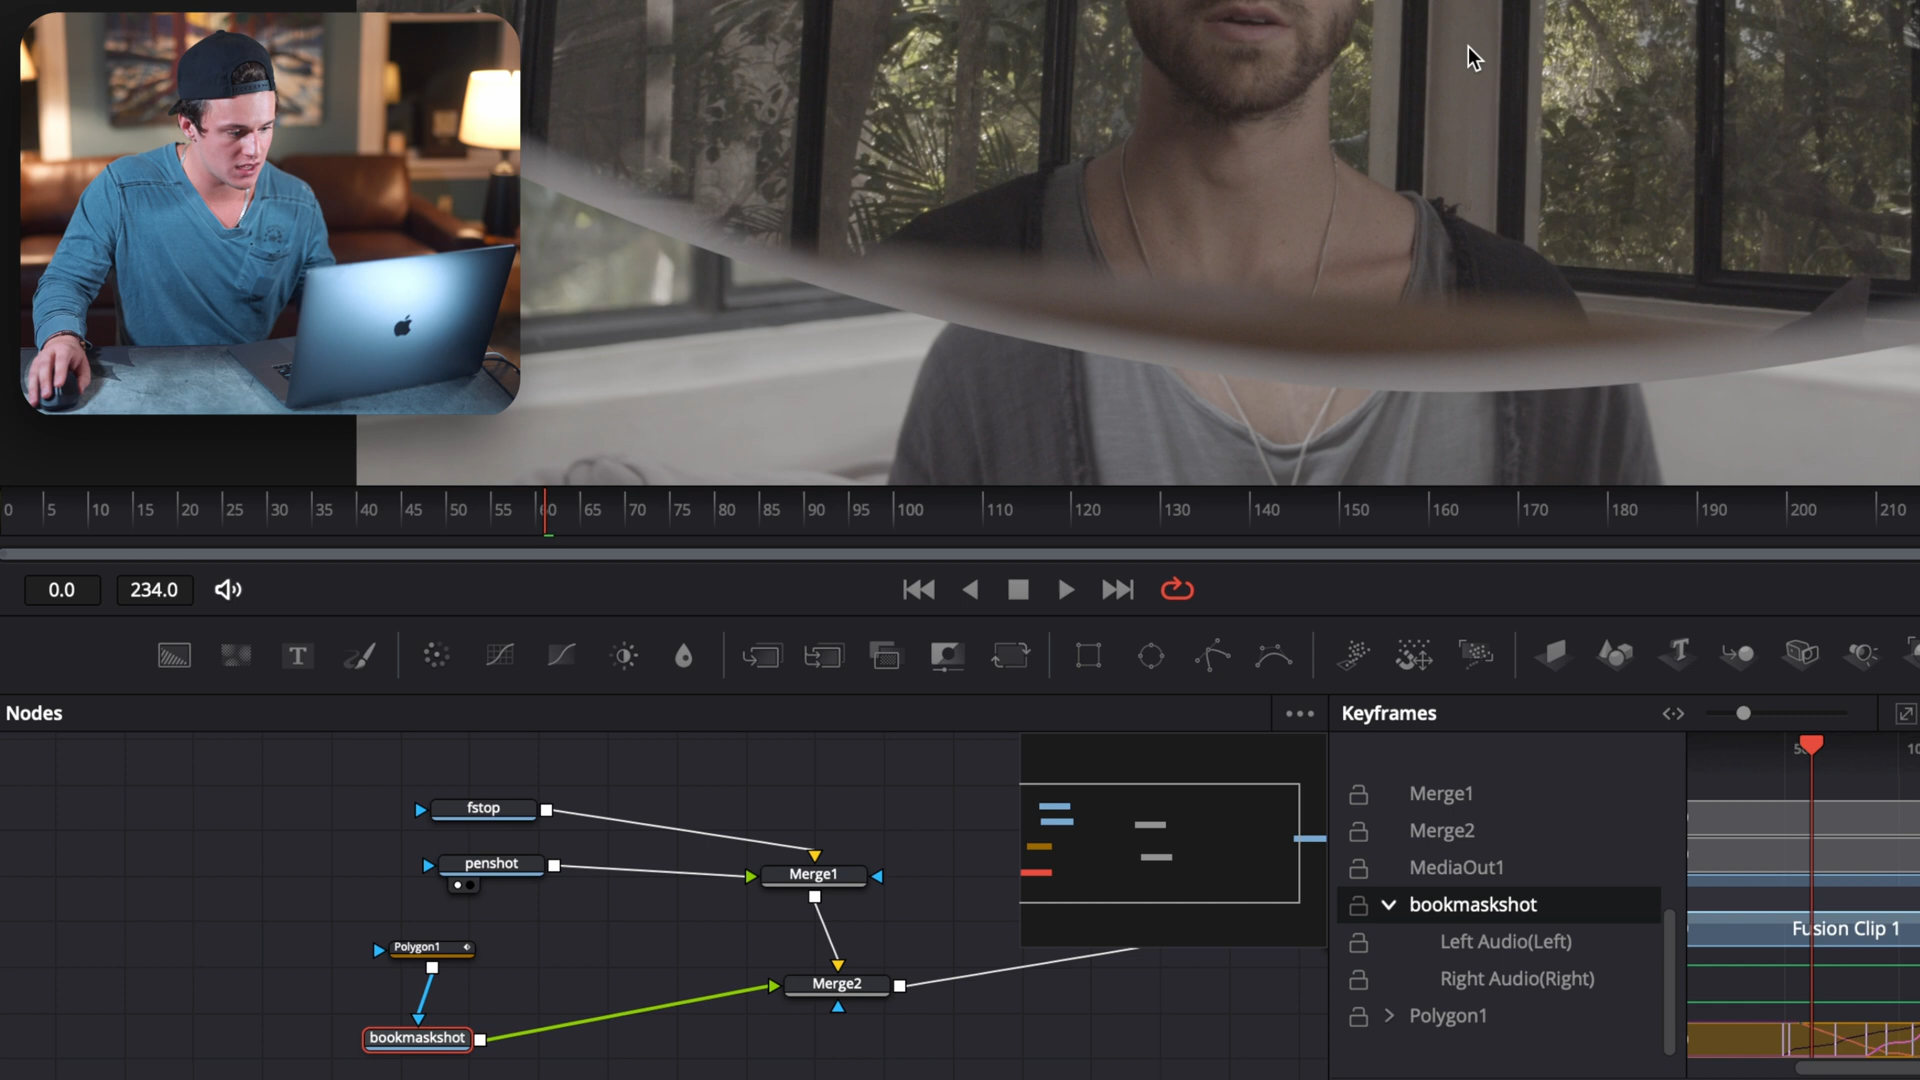 0 5 10 15 20 25 30 35 40 45 50 55 60 65 70 75 80 85 90 95 100 110 120 130 140 150 160 170 180 190 200 210
0.0 234.0
T
Nodes
Keyframes
fstop
penshot
Merge1
Polygon1
Merge2
bookmaskshot
Merge1
Merge2
MediaOut1
bookmaskshot
Left Audio(Left)
Right Audio(Right)
Polygon1
Fusion Clip 1